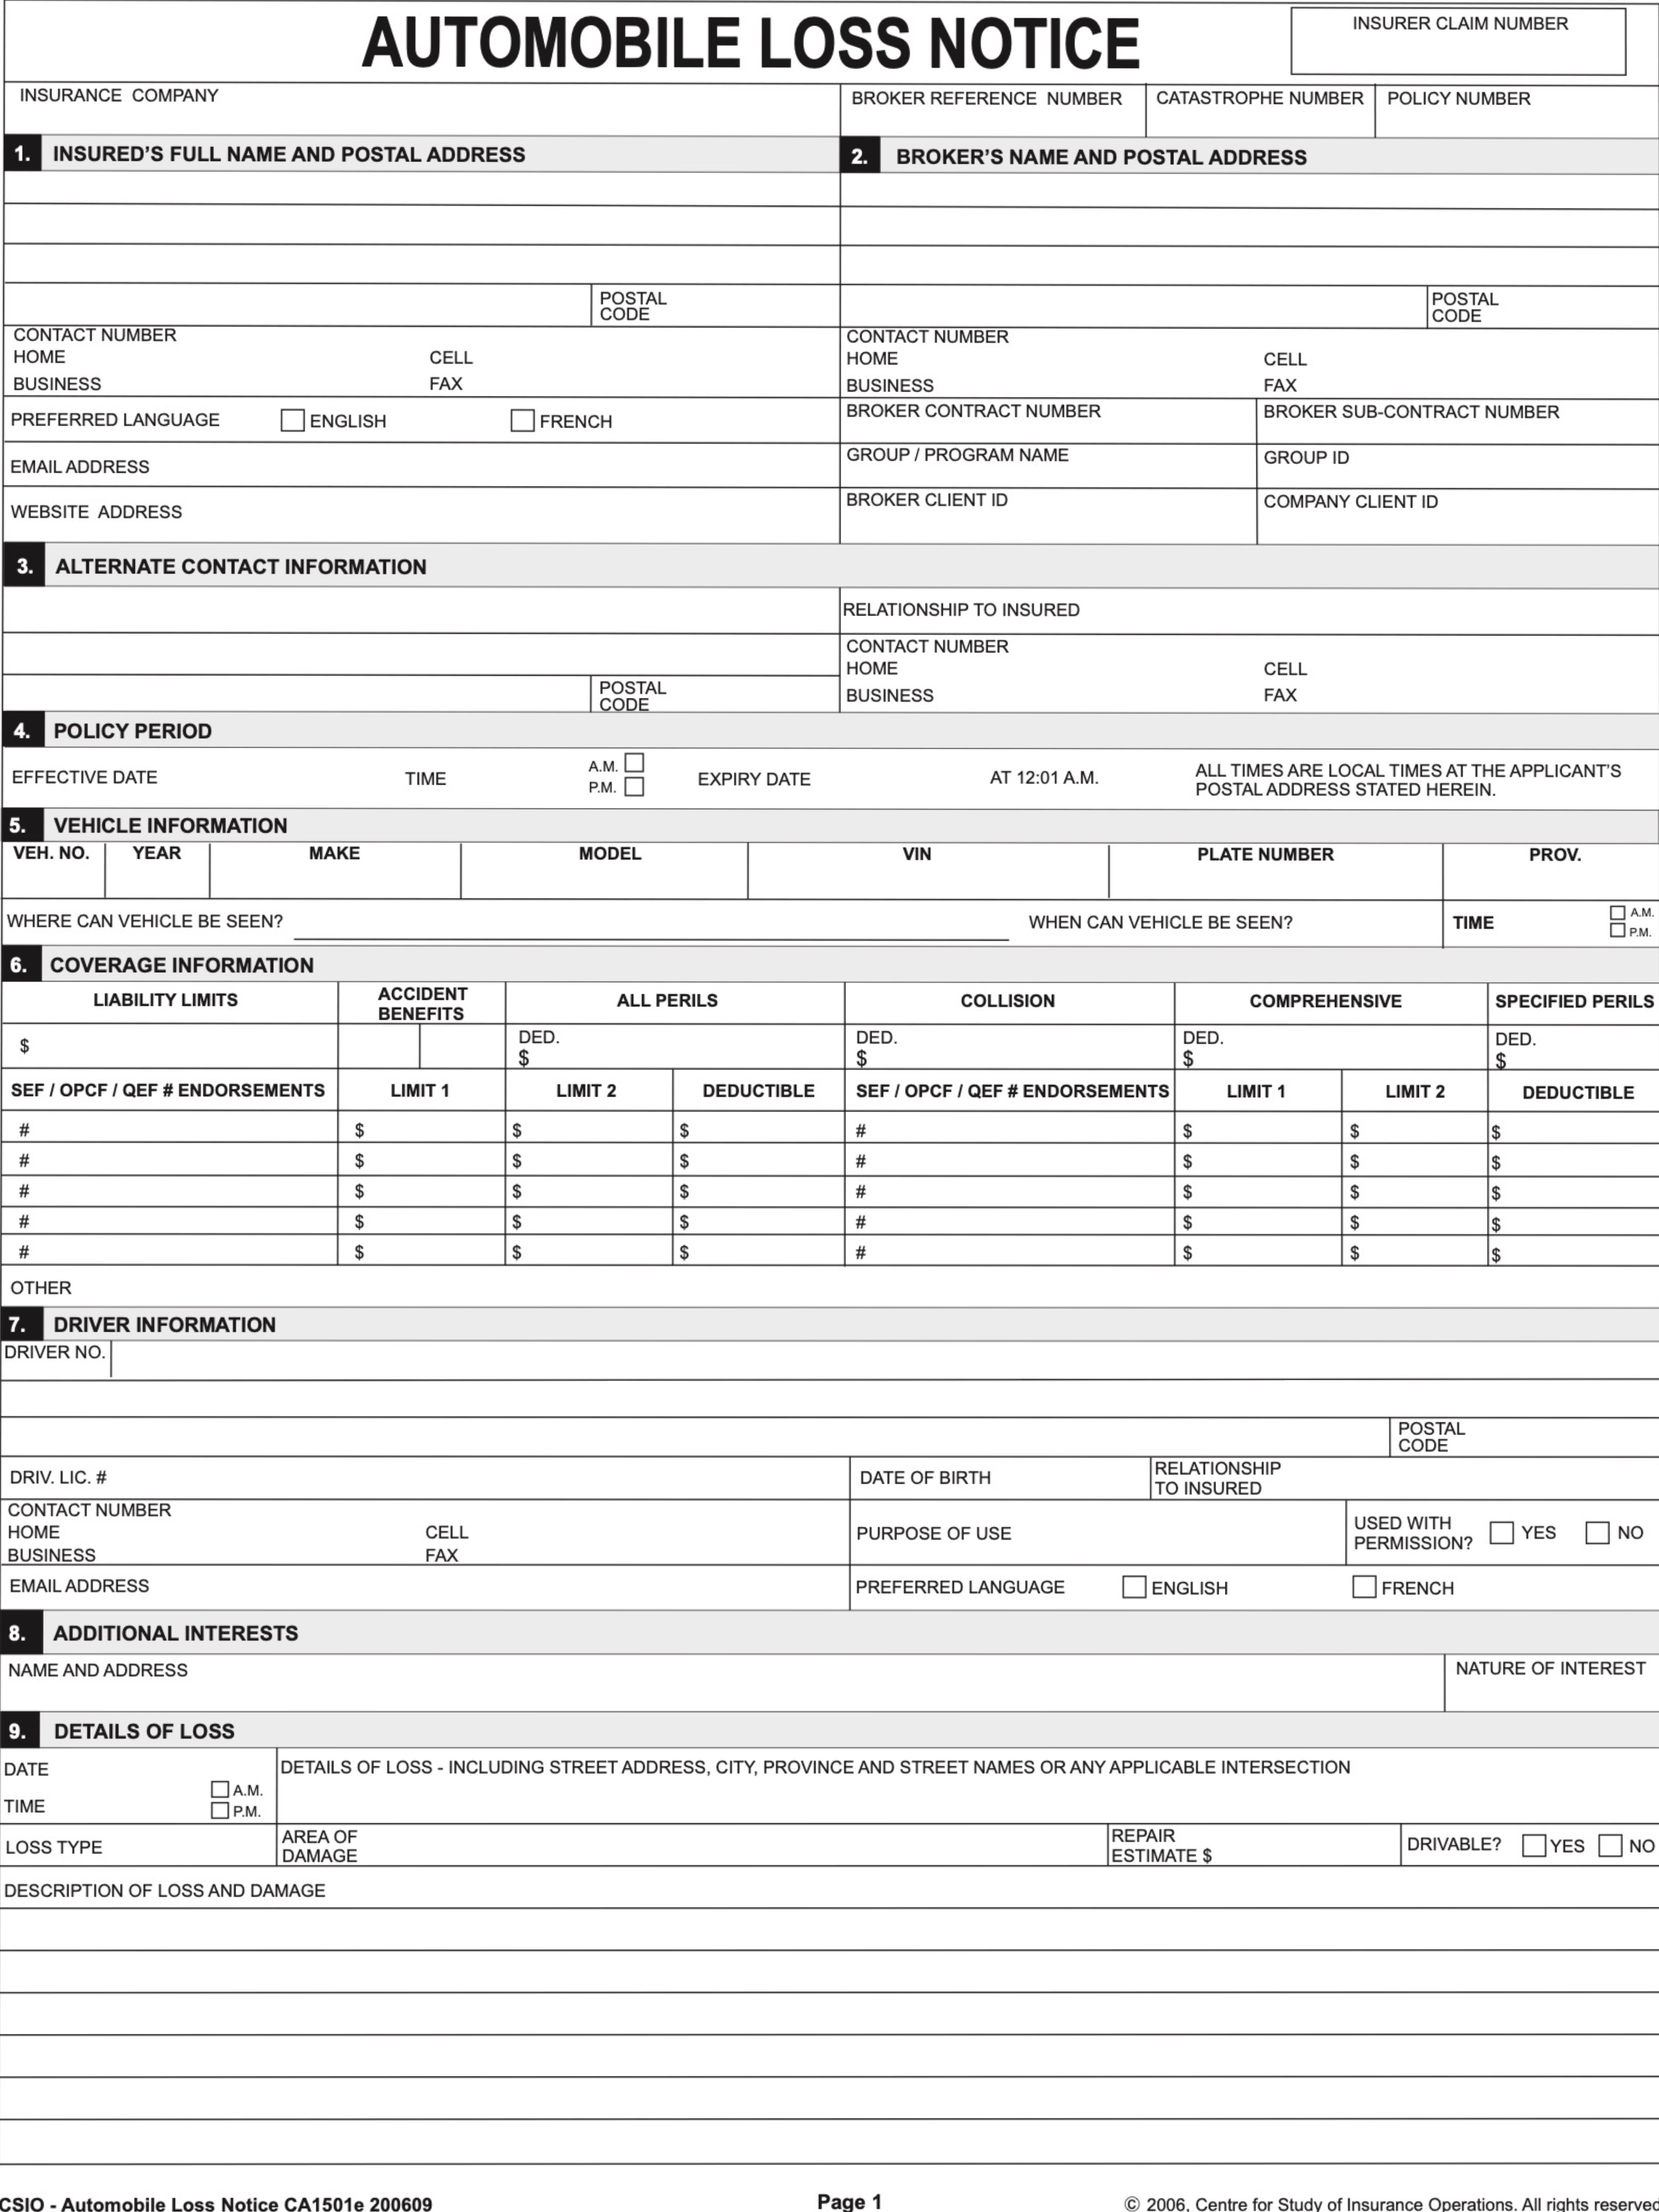 AUTOMOBILE LOSS NOTICE
INSURER CLAIM NUMBER
INSURANCE COMPANY
BROKER REFERENCE NUMBER
CATASTROPHE NUMBER
POLICY NUMBER
1. INSURED’S FULL NAME AND POSTAL ADDRESS
2. BROKER’S NAME AND POSTAL ADDRESS
POSTAL
CODE
POSTAL
CODE
CONTACT NUMBER
HOME CELL
BUSINESS FAX
CONTACT NUMBER
HOME CELL
BUSINESS FAX
PREFERRED LANGUAGE ENGLISH FRENCH
BROKER CONTRACT NUMBER
BROKER SUB-CONTRACT NUMBER
EMAIL ADDRESS
GROUP / PROGRAM NAME
GROUP ID
WEBSITE ADDRESS
BROKER CLIENT ID
COMPANY CLIENT ID
3. ALTERNATE CONTACT INFORMATION
RELATIONSHIP TO INSURED
CONTACT NUMBER
HOME CELL
BUSINESS FAX
POSTAL
CODE
4. POLICY PERIOD
EFFECTIVE DATE TIME
A.M.
P.M.
EXPIRY DATE AT 12:01 A.M.
ALL TIMES ARE LOCAL TIMES AT THE APPLICANT’S
POSTAL ADDRESS STATED HEREIN.
5. VEHICLE INFORMATION
VEH. NO. YEAR MAKE MODEL VIN PLATE NUMBER PROV.
WHERE CAN VEHICLE BE SEEN? WHEN CAN VEHICLE BE SEEN? TIME
A.M.
P.M.
6. COVERAGE INFORMATION
LIABILITY LIMITS
ACCIDENT
BENEFITS
ALL PERILS COLLISION COMPREHENSIVE SPECIFIED PERILS
$
DED.
$
DED.
$
DED.
$
DED.
$
SEF / OPCF / QEF # ENDORSEMENTS LIMIT 1 LIMIT 2 DEDUCTIBLE SEF / OPCF / QEF # ENDORSEMENTS LIMIT 1 LIMIT 2 DEDUCTIBLE
# $ $ $ # $ $ $
# $ $ $ # $ $ $
# $ $ $ # $ $ $
# $ $ $ # $ $ $
# $ $ $ # $ $ $
OTHER
7. DRIVER INFORMATION
DRIVER NO.
POSTAL
CODE
DRIV. LIC. # DATE OF BIRTH
RELATIONSHIP
TO INSURED
CONTACT NUMBER
HOME CELL
BUSINESS FAX
PURPOSE OF USE
USED WITH
PERMISSION? YES NO
EMAIL ADDRESS
PREFERRED LANGUAGE ENGLISH FRENCH
8. ADDITIONAL INTERESTS
NAME AND ADDRESS NATURE OF INTEREST
9. DETAILS OF LOSS
DATE
TIME
A.M.
P.M.
DETAILS OF LOSS - INCLUDING STREET ADDRESS, CITY, PROVINCE AND STREET NAMES OR ANY APPLICABLE INTERSECTION
LOSS TYPE
AREA OF
DAMAGE
REPAIR
ESTIMATE $
DRIVABLE? YES NO
DESCRIPTION OF LOSS AND DAMAGE
CSIO - Automobile Loss Notice CA1501e 200609
Page 1
© 2006, Centre for Study of Insurance Operations. All rights reserved